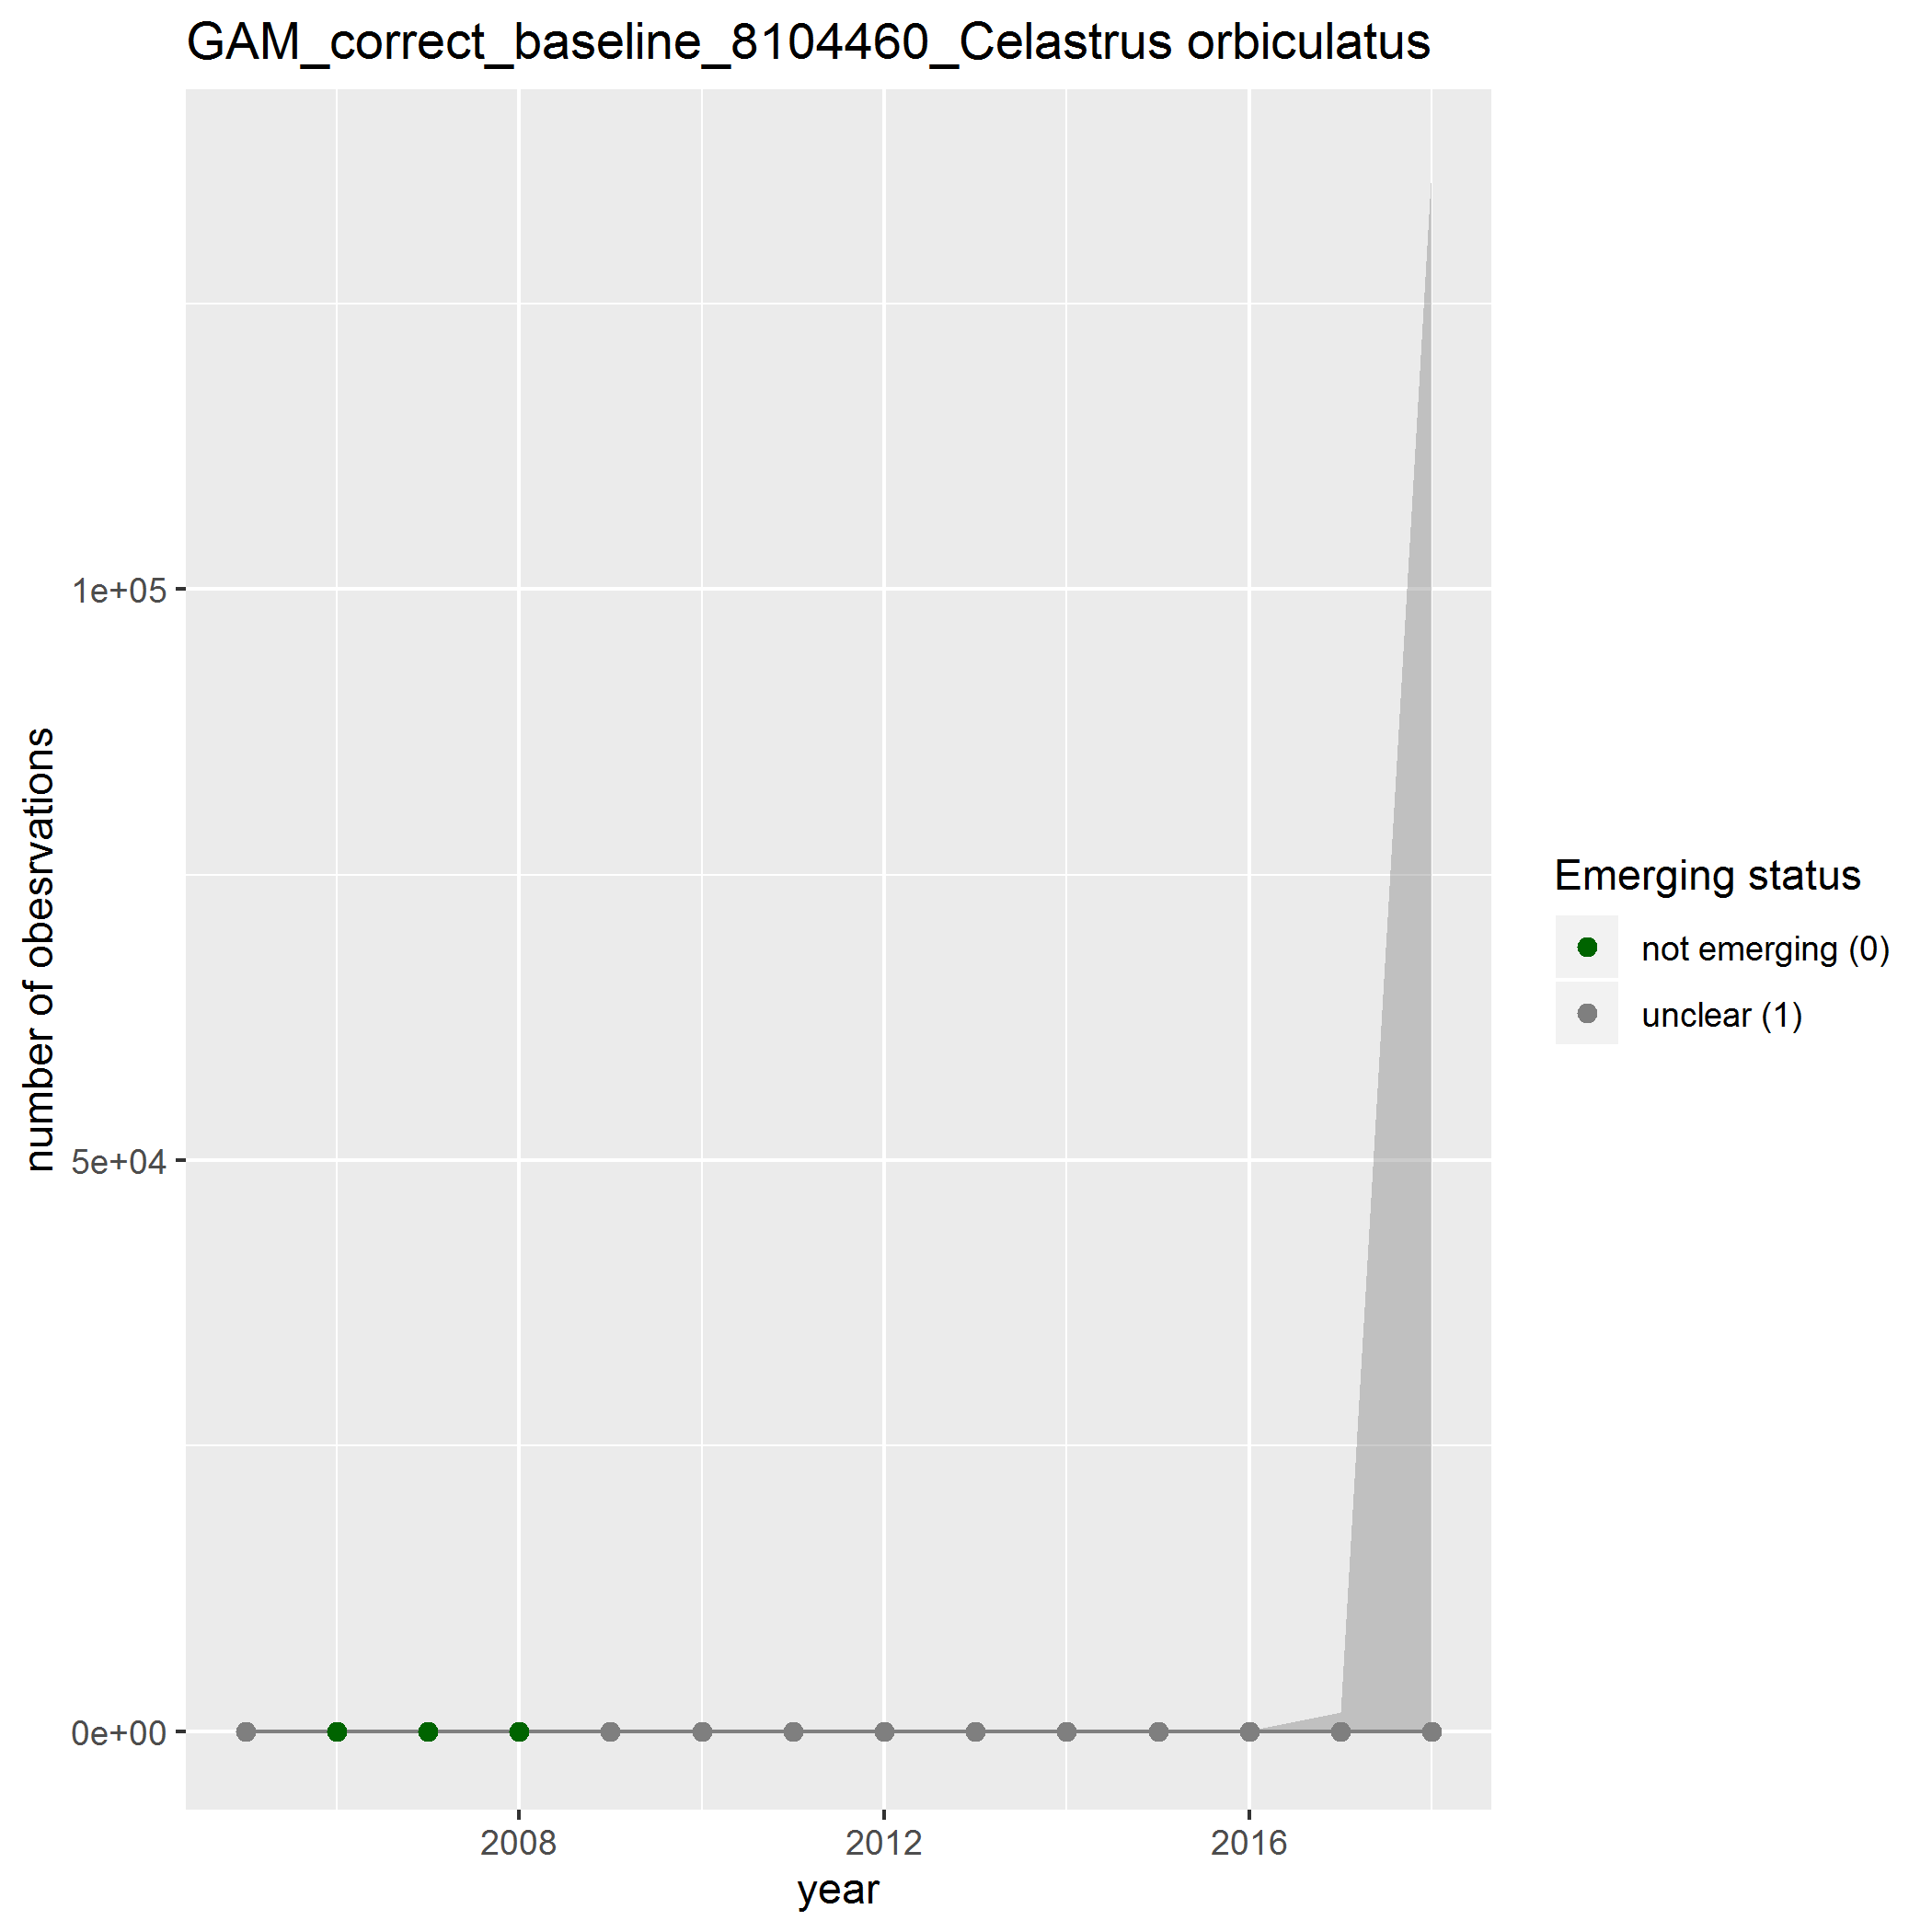 GAM_correct_baseline_8104460_Celastrus orbiculatus
number of obesrvations
1e+05
5e+04
0e+00
2008
2012
2016
year
Emerging status
not emerging (0)
unclear (1)